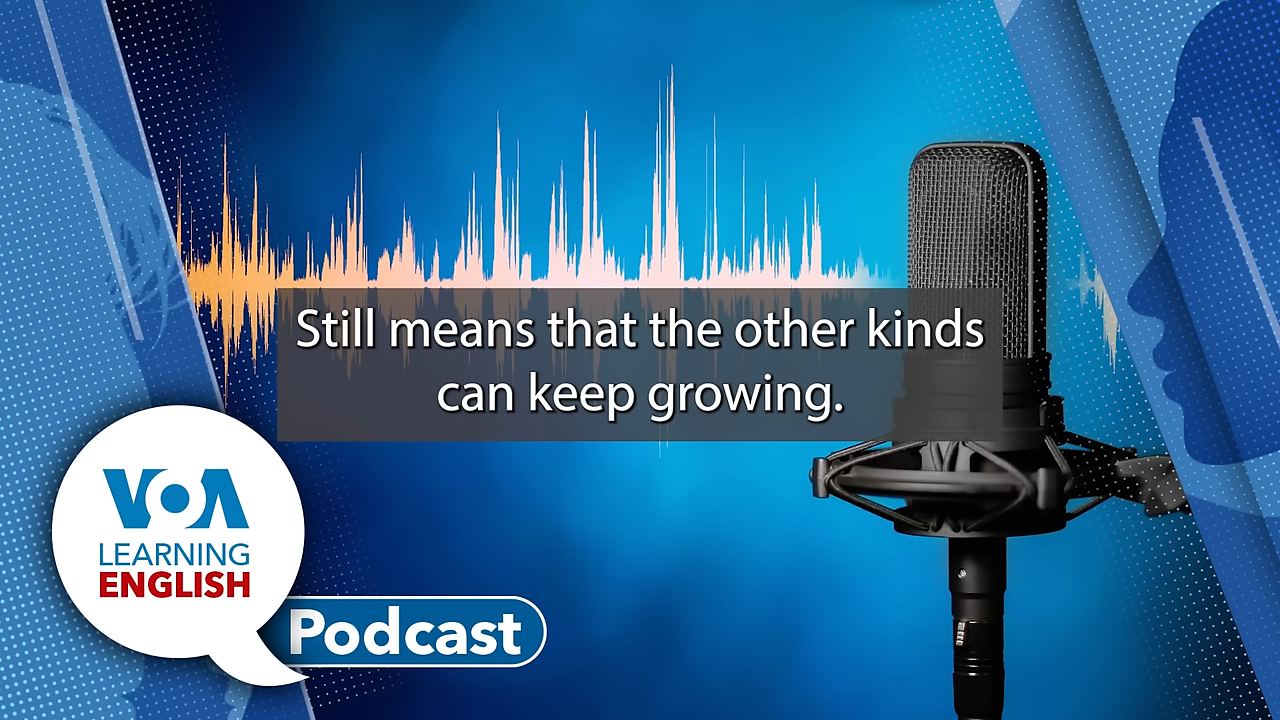 Still means that the other kinds
can keep growing.
VOA
LEARNING
ENGLISH
Podcast